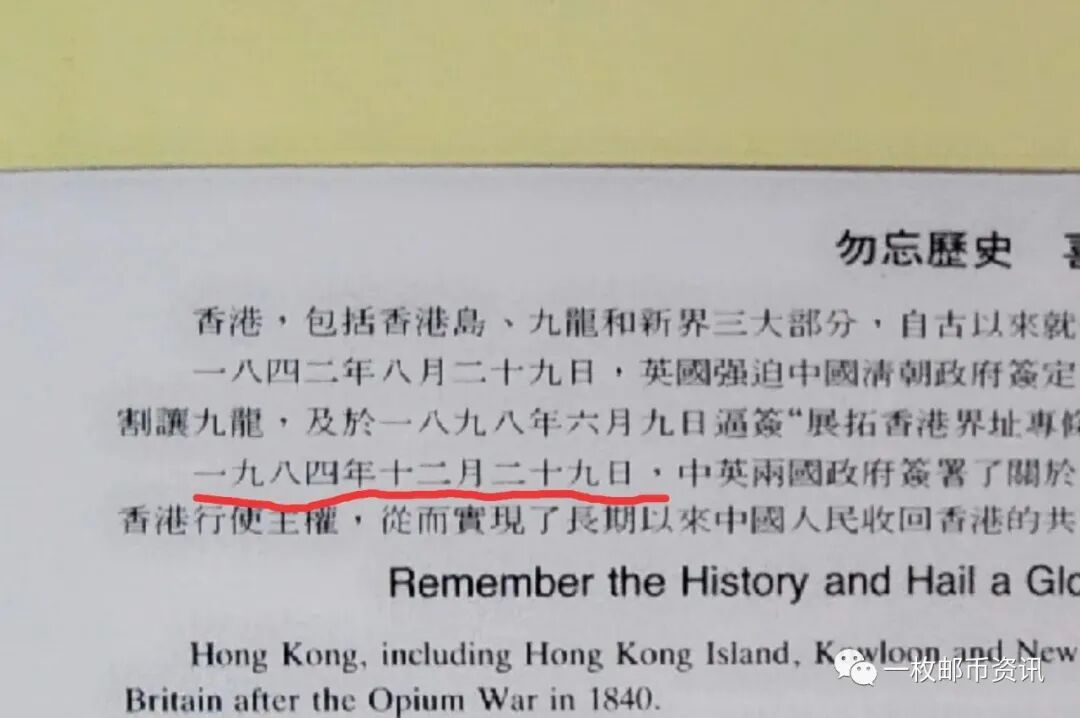 勿忘歷史
香港，包括香港島、九龍和新界三大部分，自古以來就
一八四二年八月二十九日，英國强迫中國清朝政府簽定
割讓九龍，及於一八九八年六月九日逼簽“展拓香港界址專條
一九八四年十二月二十九日，中英兩國政府簽署了關於
香港行使主權，從而實現了長期以來中國人民收回香港的共
Remember the History and Hail a Glo
Hong Kong, including Hong Kong Island, Kowloon and New
Britain after the Opium War in 1840.
一枚邮币资讯